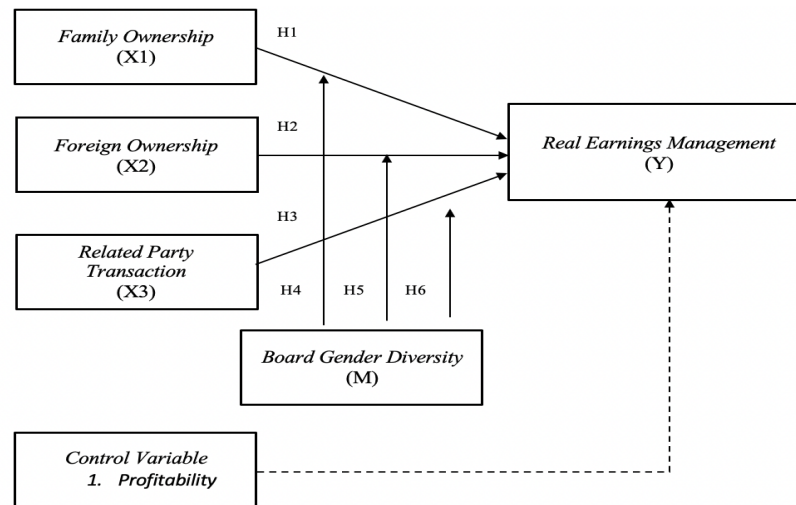 Family Ownership
(X1)
H1
Foreign Ownership
(X2)
H2
Real Earnings Management
(Y)
Related Party
Transaction
(X3)
H3
H4
H5
H6
Board Gender Diversity
(M)
Control Variable
1. Profitability